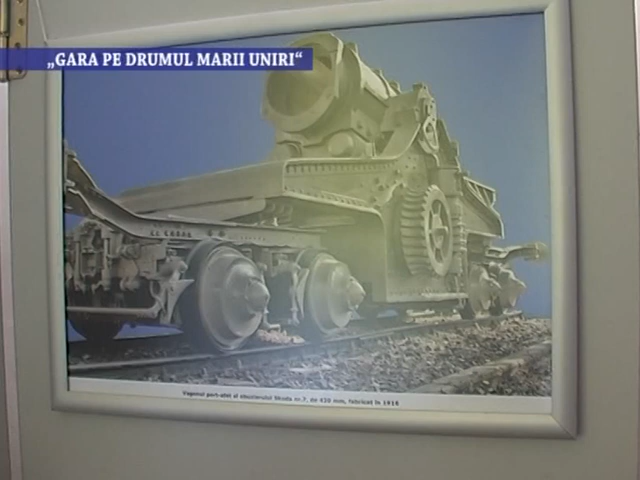 „GARA PE DRUMUL MARII UNIRI“
Vagonul port-afet al obuzierului Skoda nr.7, de 420 mm, fabricat în 1916